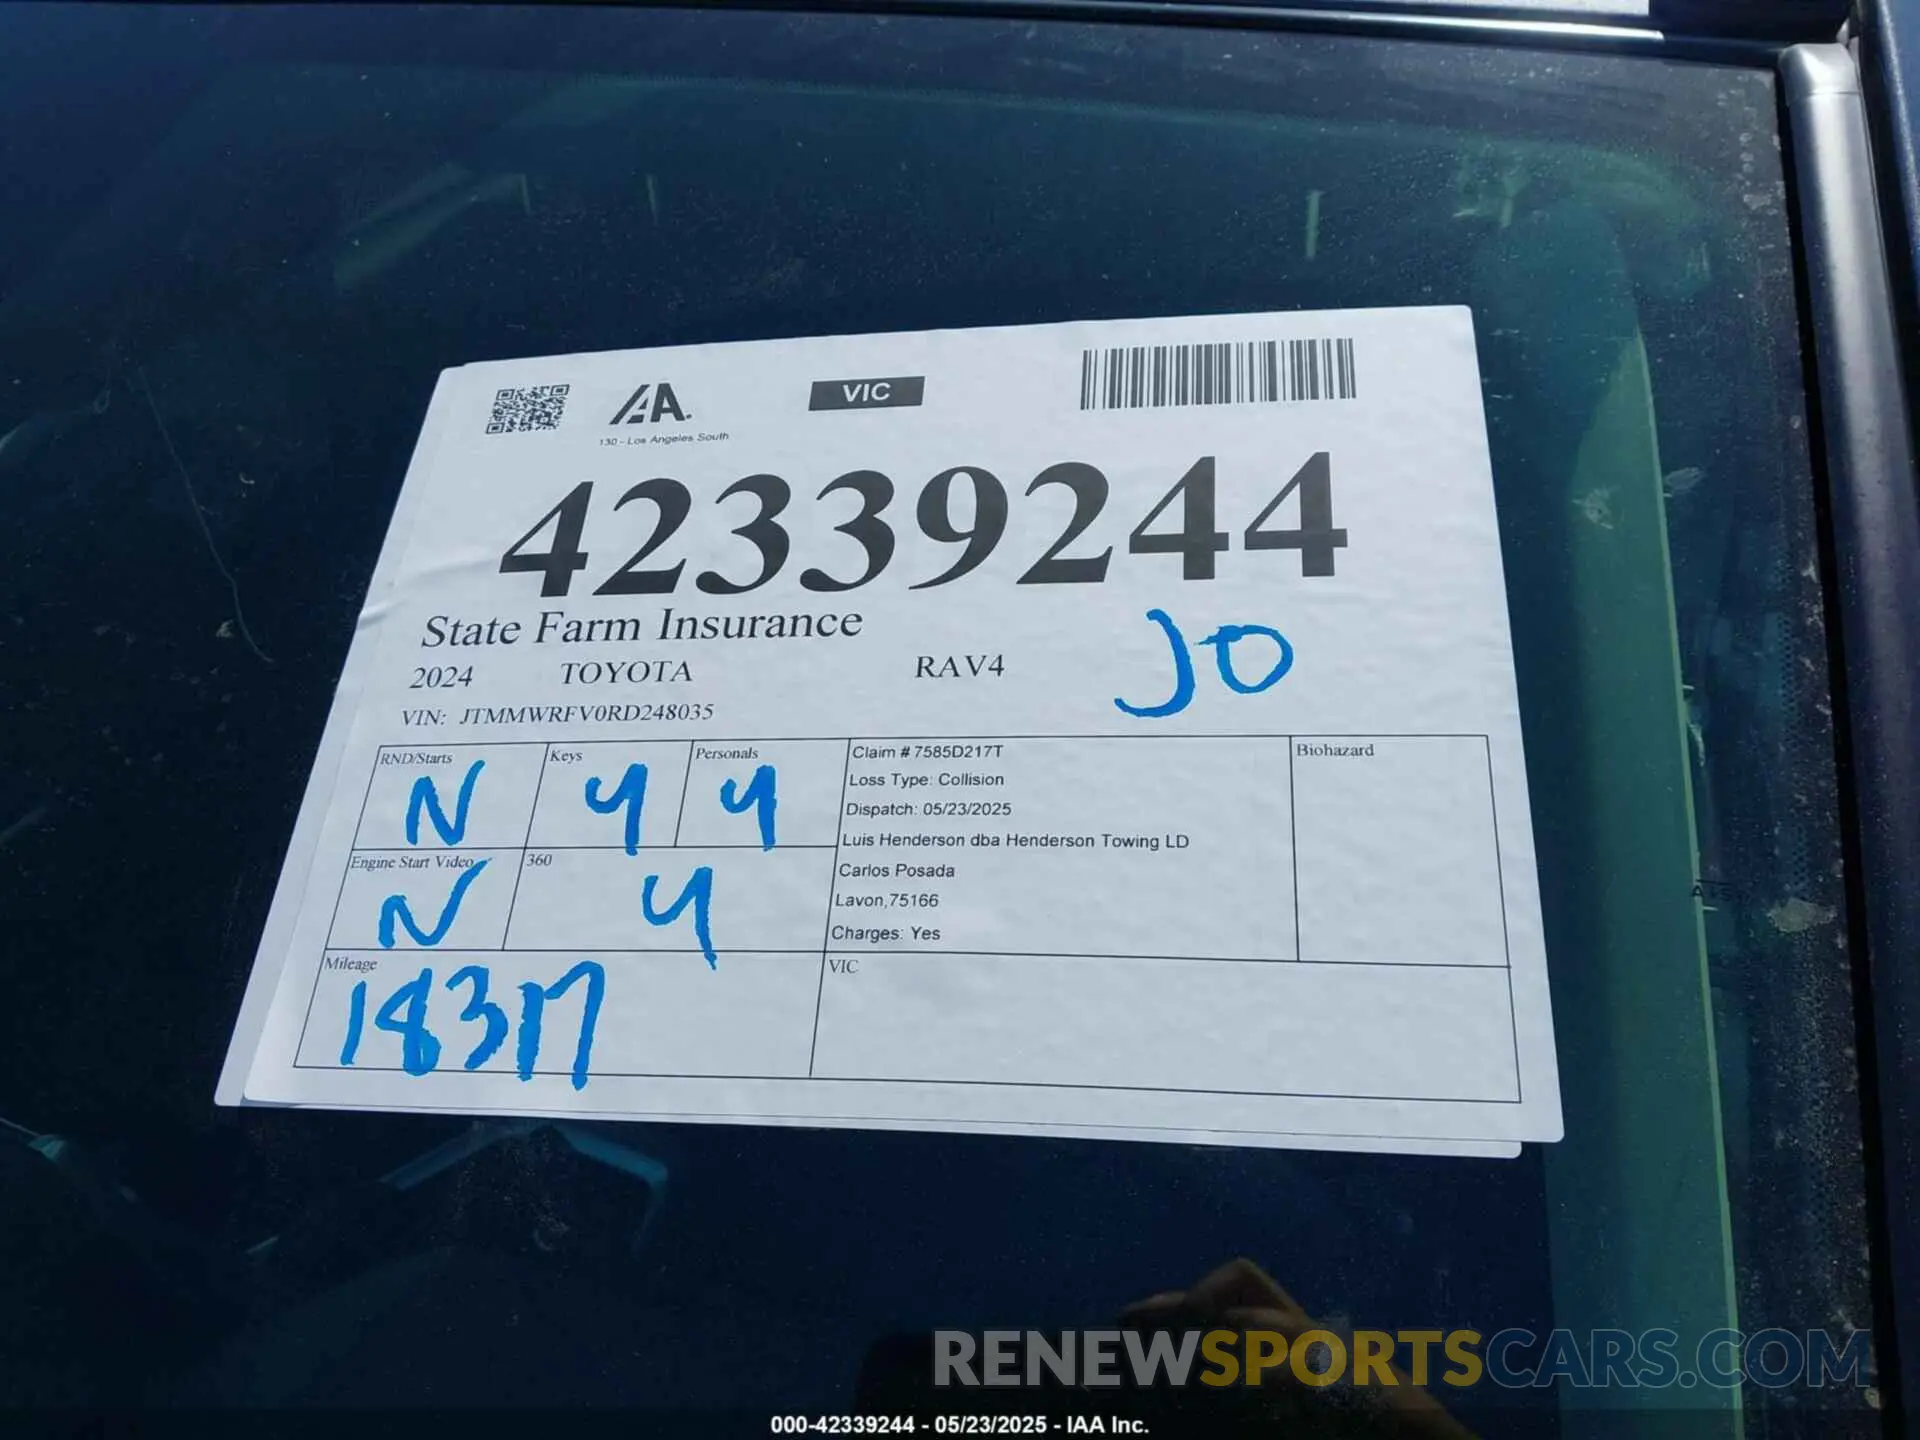 IAA.
VIC
130 - Los Angeles South
42339244
State Farm Insurance
JO
2024 TOYOTA RAV4
VIN: JTMMWRFV0RD248035
RND/Starts
N
Keys
Y
Personals
Y
Claim # 7585D217T
Loss Type: Collision
Dispatch: 05/23/2025
Luis Henderson dba Henderson Towing LD
Carlos Posada
Lavon,75166
Charges: Yes
Biohazard
Engine Start Video
N
360
Y
Mileage
183M
VIC
RENEWSPORTSCARS.COM
000-42339244 - 05/23/2025 - IAA Inc.